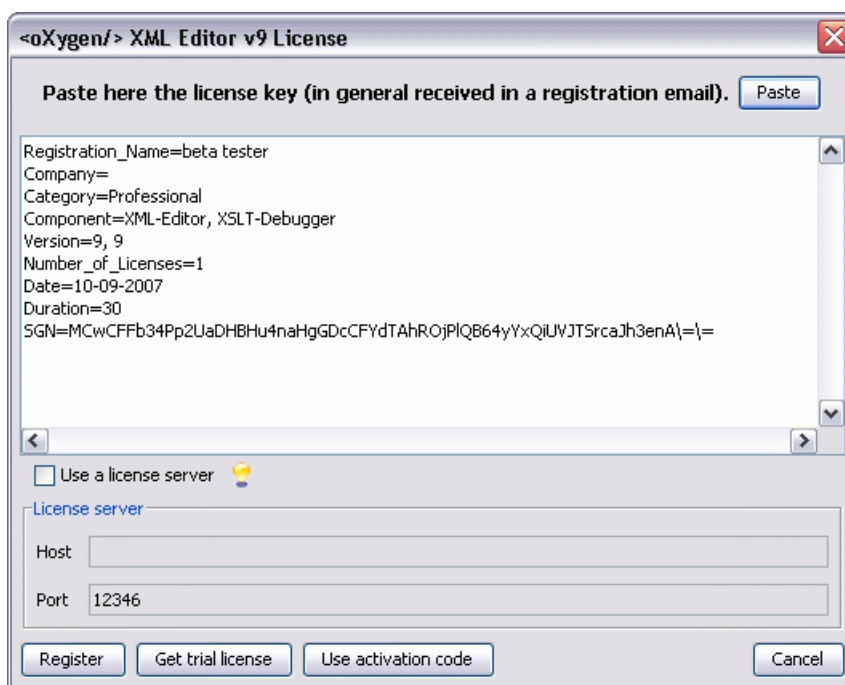 <oXygen/> XML Editor v9 License
Paste here the license key (in general received in a registration email). Paste
Registration_Name=beta tester
Company=
Category=Professional
Component=XML-Editor, XSLT-Debugger
Version=9, 9
Number_of_Licenses=1
Date=10-09-2007
Duration=30
SGN=MCwCFFb34Pp2UaDHBHu4naHgGDcCFYdTAhROjPlQB64yYxQiUVJTSrcaJh3enA\=\=
Use a license server
License server
Host
Port 12346
Register Get trial license Use activation code Cancel